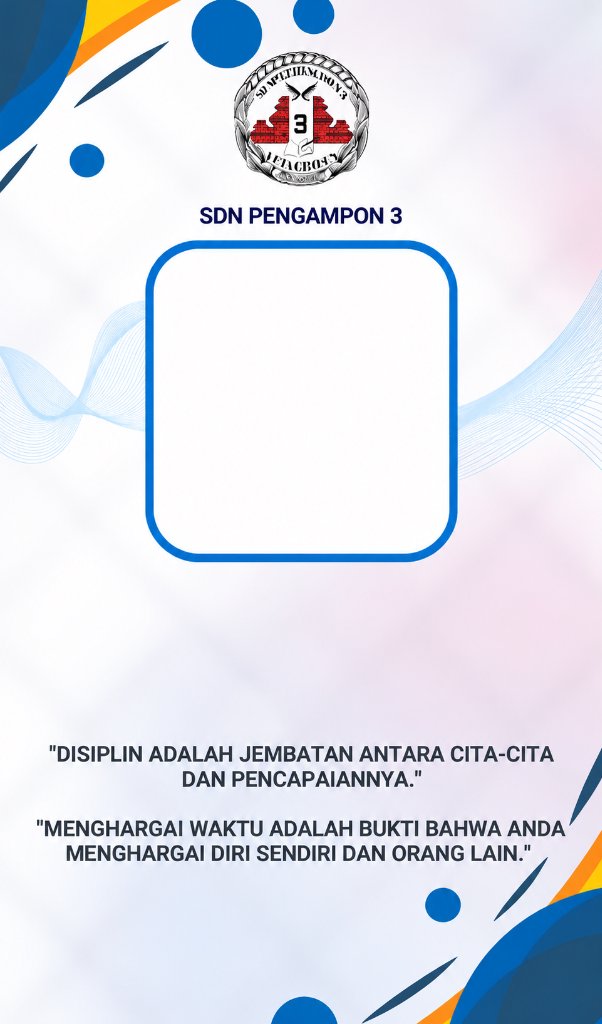 3
SDN PENGAMPON 3
"DISIPLIN ADALAH JEMBATAN ANTARA CITA-CITA
DAN PENCAPAIANNYA."
"MENGHARGAI WAKTU ADALAH BUKTI BAHWA ANDA
MENGHARGAI DIRI SENDIRI DAN ORANG LAIN."